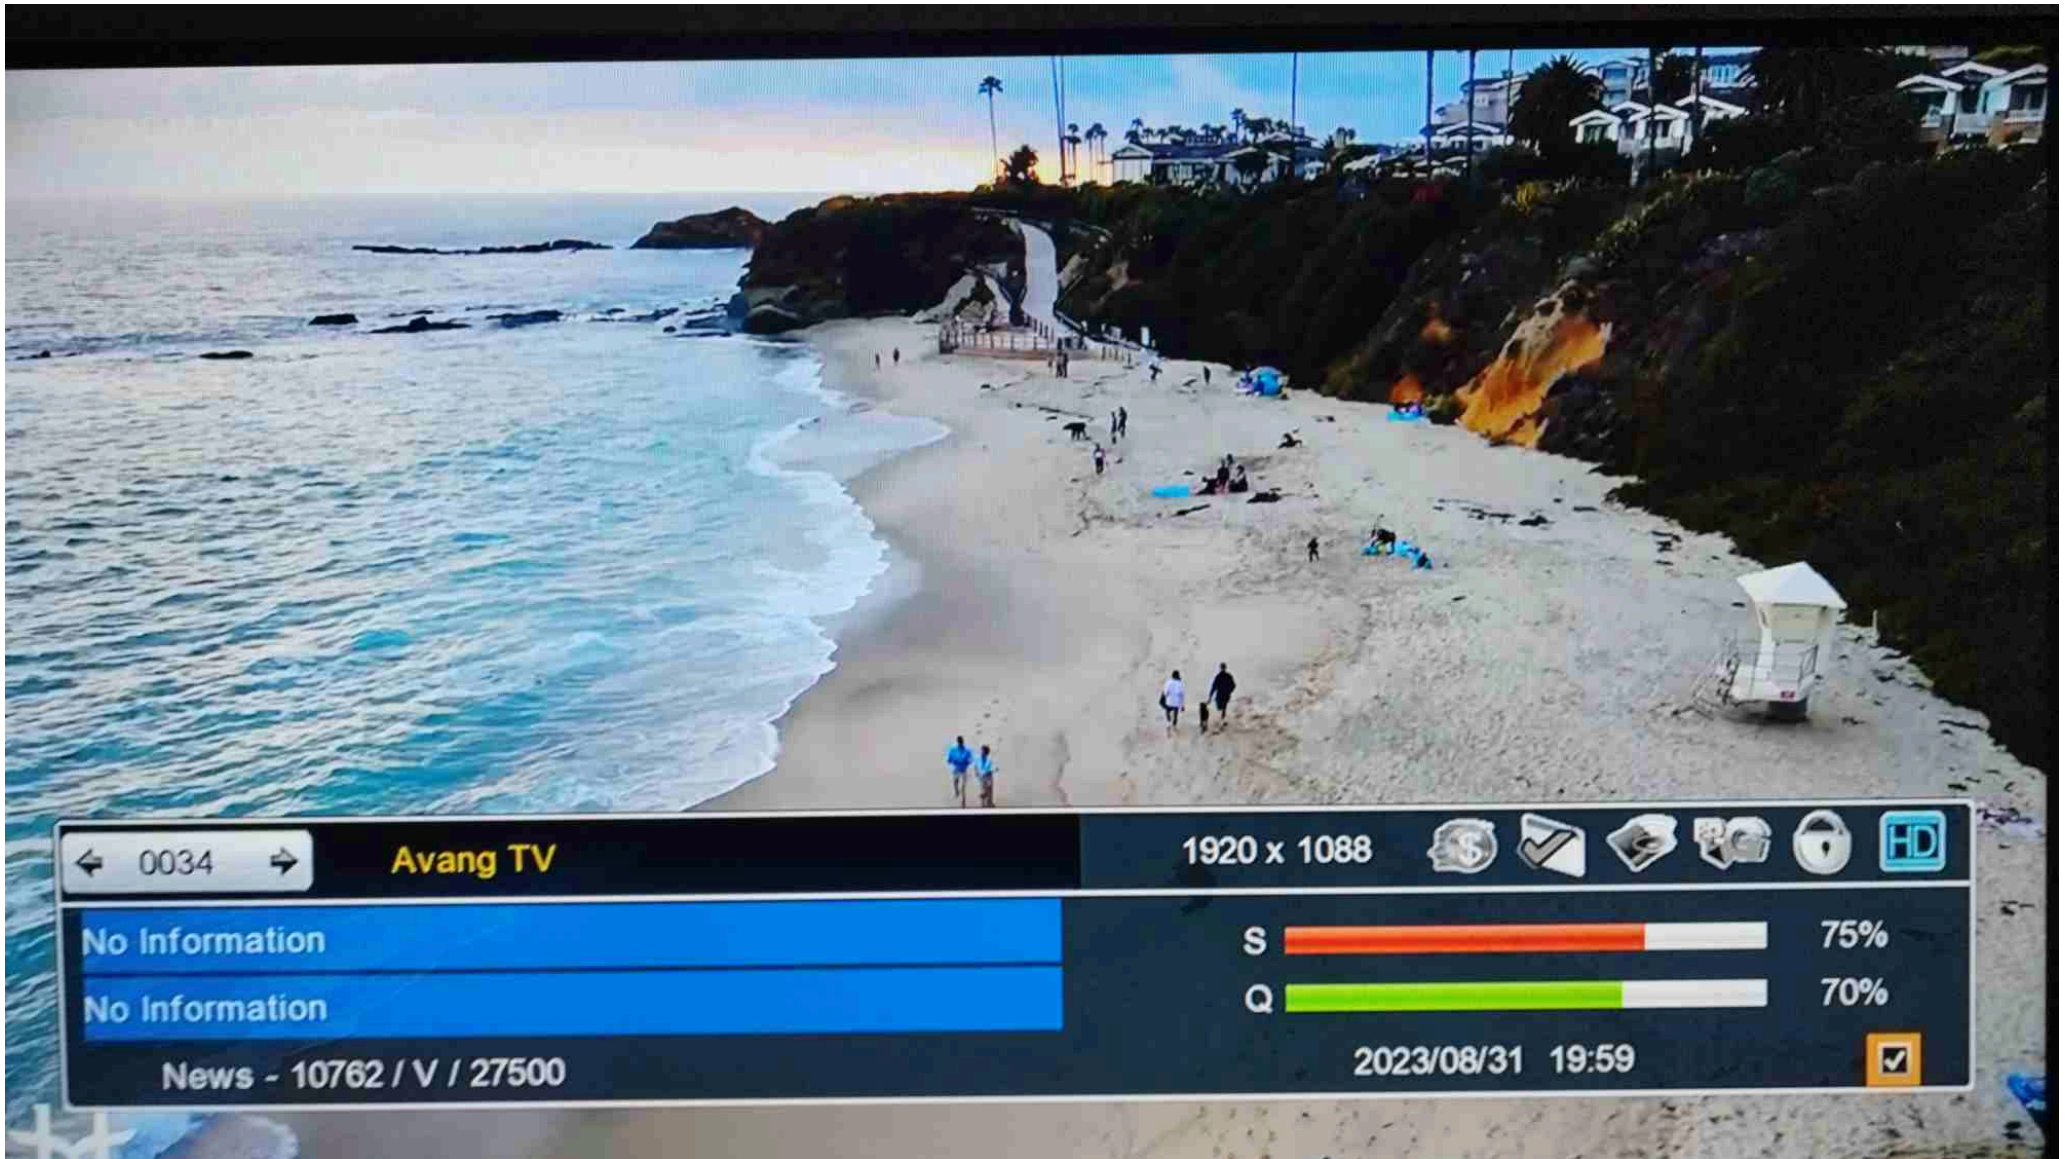 0034 Avang TV 1920 x 1088 HD
No Information S 75%
No Information Q 70%
News - 10762 / V / 27500 2023/08/31 19:59